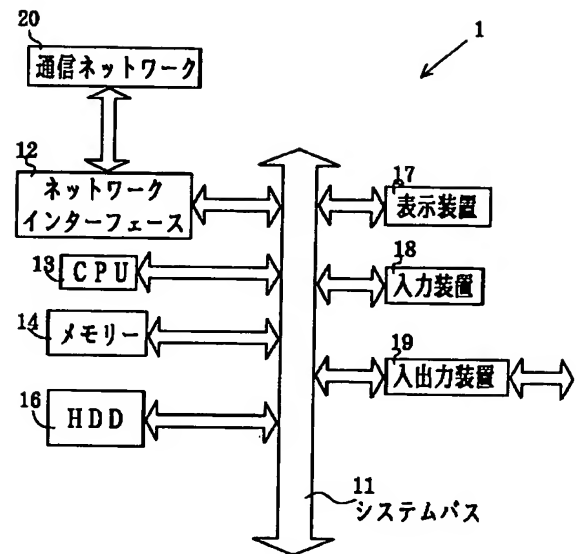 20
通信ネットワーク
1
12
ネットワーク
インターフェース
17
表示装置
13
CPU
18
入力装置
14
メモリー
19
入出力装置
16
HDD
11
システムバス